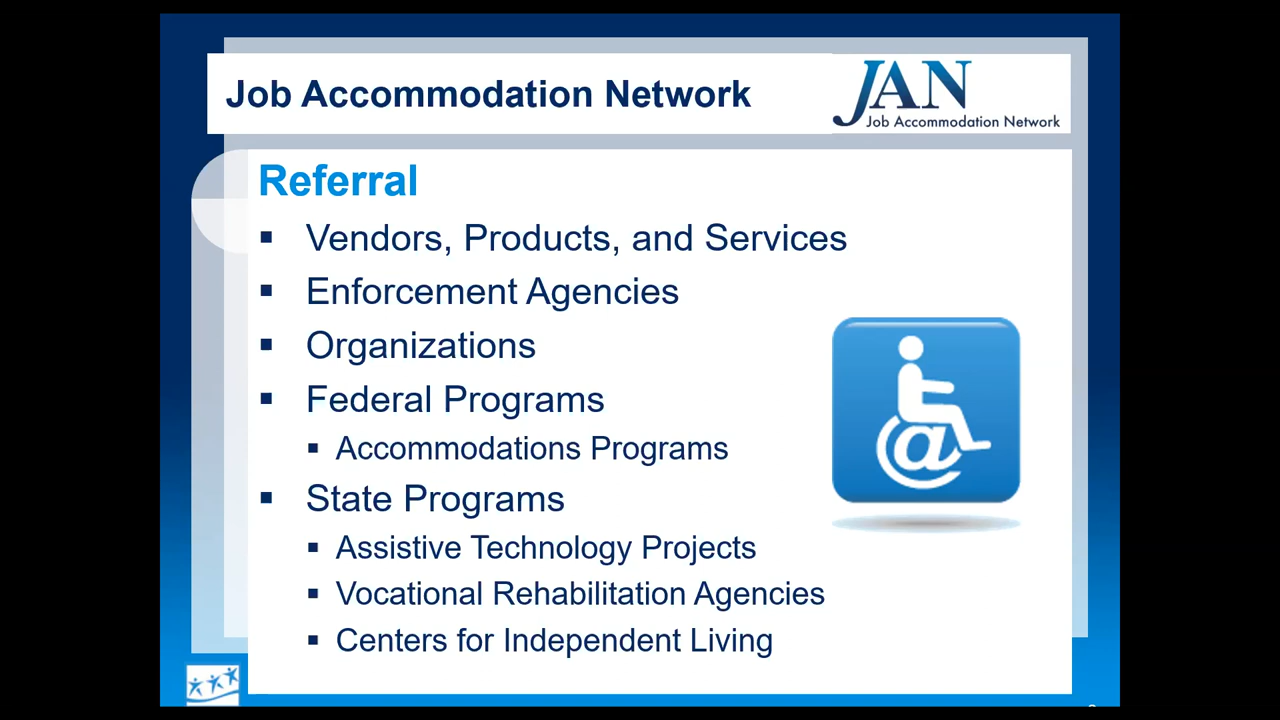 Job Accommodation Network
JAN
Job Accommodation Network
Referral
Vendors, Products, and Services
Enforcement Agencies
Organizations
Federal Programs
Accommodations Programs
State Programs
Assistive Technology Projects
Vocational Rehabilitation Agencies
Centers for Independent Living
@